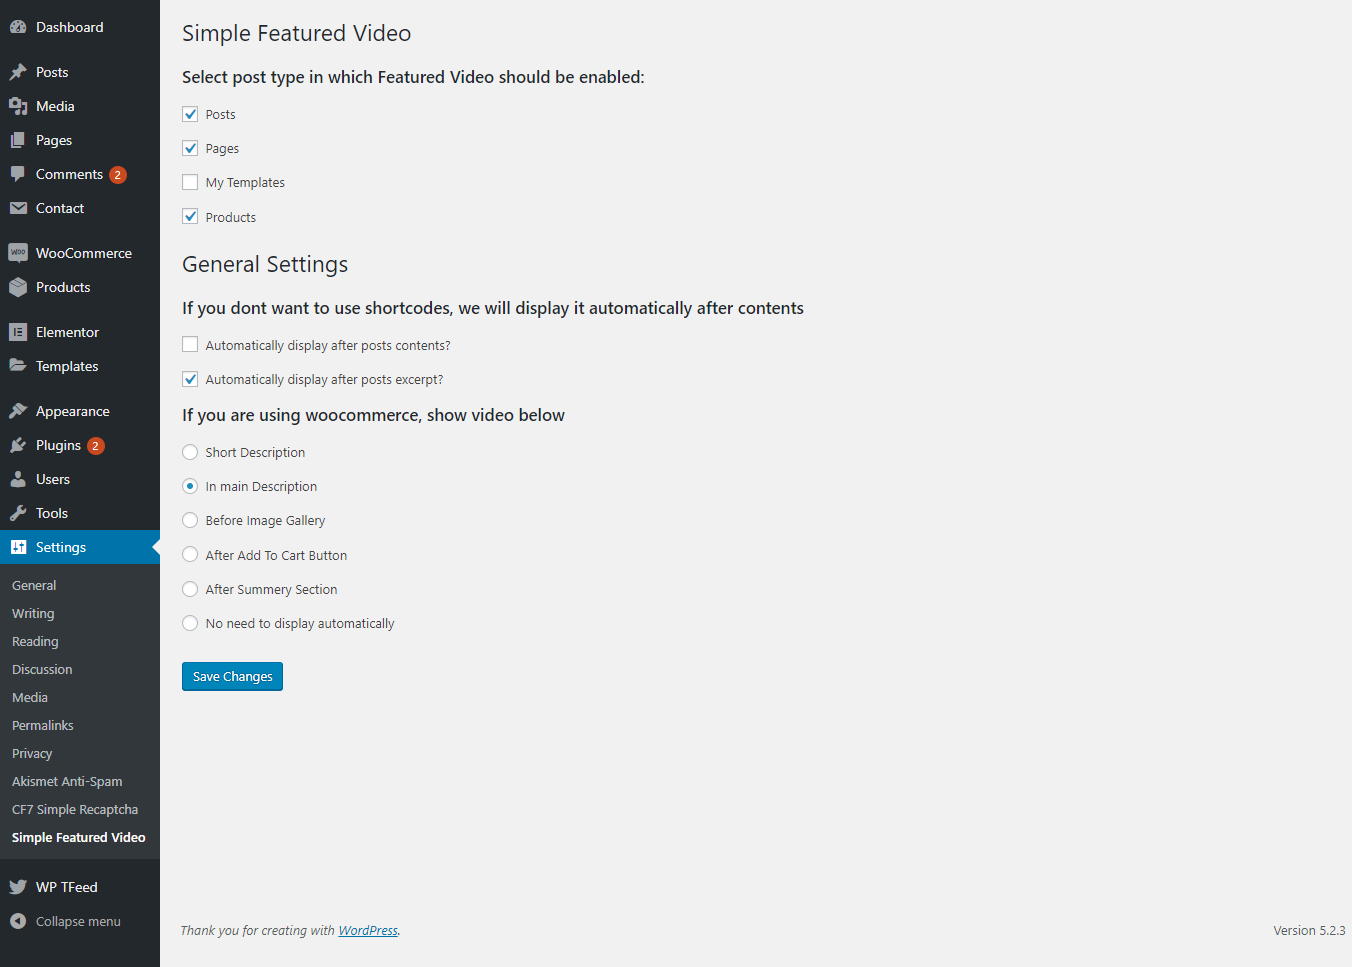 Dashboard
Posts
Media
Pages
Comments 2
Contact
WOO WooCommerce
Products
Elementor
Templates
Appearance
Plugins 2
Users
Tools
Settings
General
Writing
Reading
Discussion
Media
Permalinks
Privacy
Akismet Anti-Spam
CF7 Simple Recaptcha
Simple Featured Video
WP TFeed
Collapse menu
Simple Featured Video
Select post type in which Featured Video should be enabled:
Posts
Pages
My Templates
Products
General Settings
If you dont want to use shortcodes, we will display it automatically after contents
Automatically display after posts contents?
Automatically display after posts excerpt?
If you are using woocommerce, show video below
Short Description
In main Description
Before Image Gallery
After Add To Cart Button
After Summery Section
No need to display automatically
Save Changes
Thank you for creating with WordPress.
Version 5.2.3